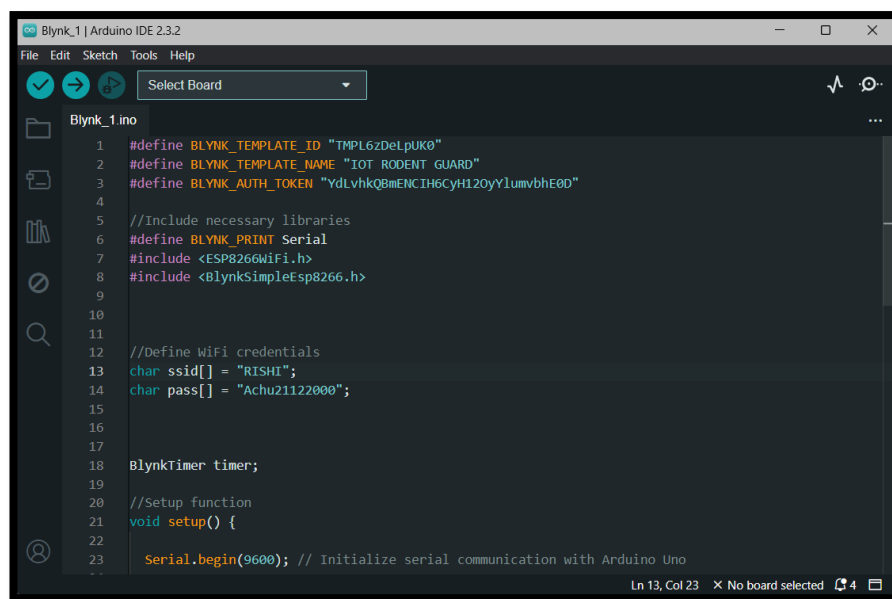 Blynk_1 | Arduino IDE 2.3.2
File Edit Sketch Tools Help
Select Board
Blynk_1.ino
1 #define BLYNK_TEMPLATE_ID "TMPL6zDeLpUK0"
2 #define BLYNK_TEMPLATE_NAME "IOT RODENT GUARD"
3 #define BLYNK_AUTH_TOKEN "YdLvhkQBmENCIH6CyH12OyYlumvbhE0D"
4
5 //Include necessary libraries
6 #define BLYNK_PRINT Serial
7 #include <ESP8266WiFi.h>
8 #include <BlynkSimpleEsp8266.h>
9
10
11
12 //Define WiFi credentials
13 char ssid[] = "RISHI";
14 char pass[] = "Achu21122000";
15
16
17
18 BlynkTimer timer;
19
20 //Setup function
21 void setup() {
22
23 Serial.begin(9600); // Initialize serial communication with Arduino Uno
Ln 13, Col 23 × No board selected 4